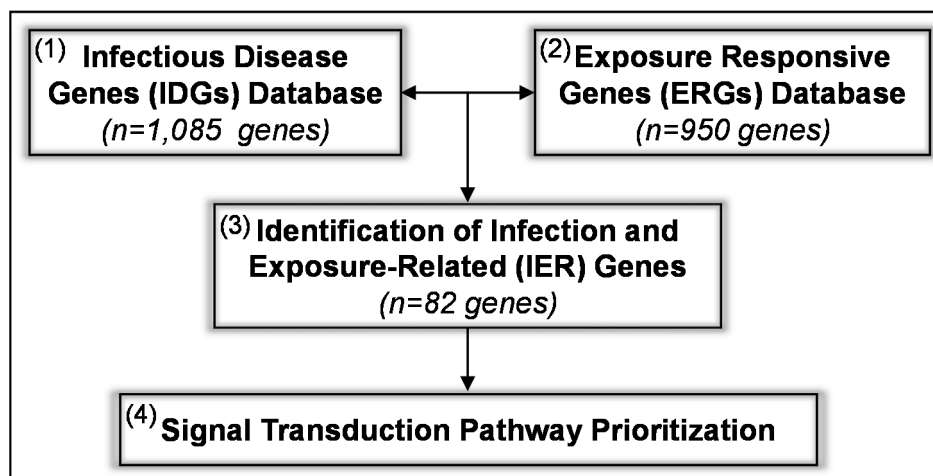 (1) Infectious Disease
Genes (IDGs) Database
(n=1,085 genes)
(2) Exposure Responsive
Genes (ERGs) Database
(n=950 genes)
(3) Identification of Infection and
Exposure-Related (IER) Genes
(n=82 genes)
(4) Signal Transduction Pathway Prioritization